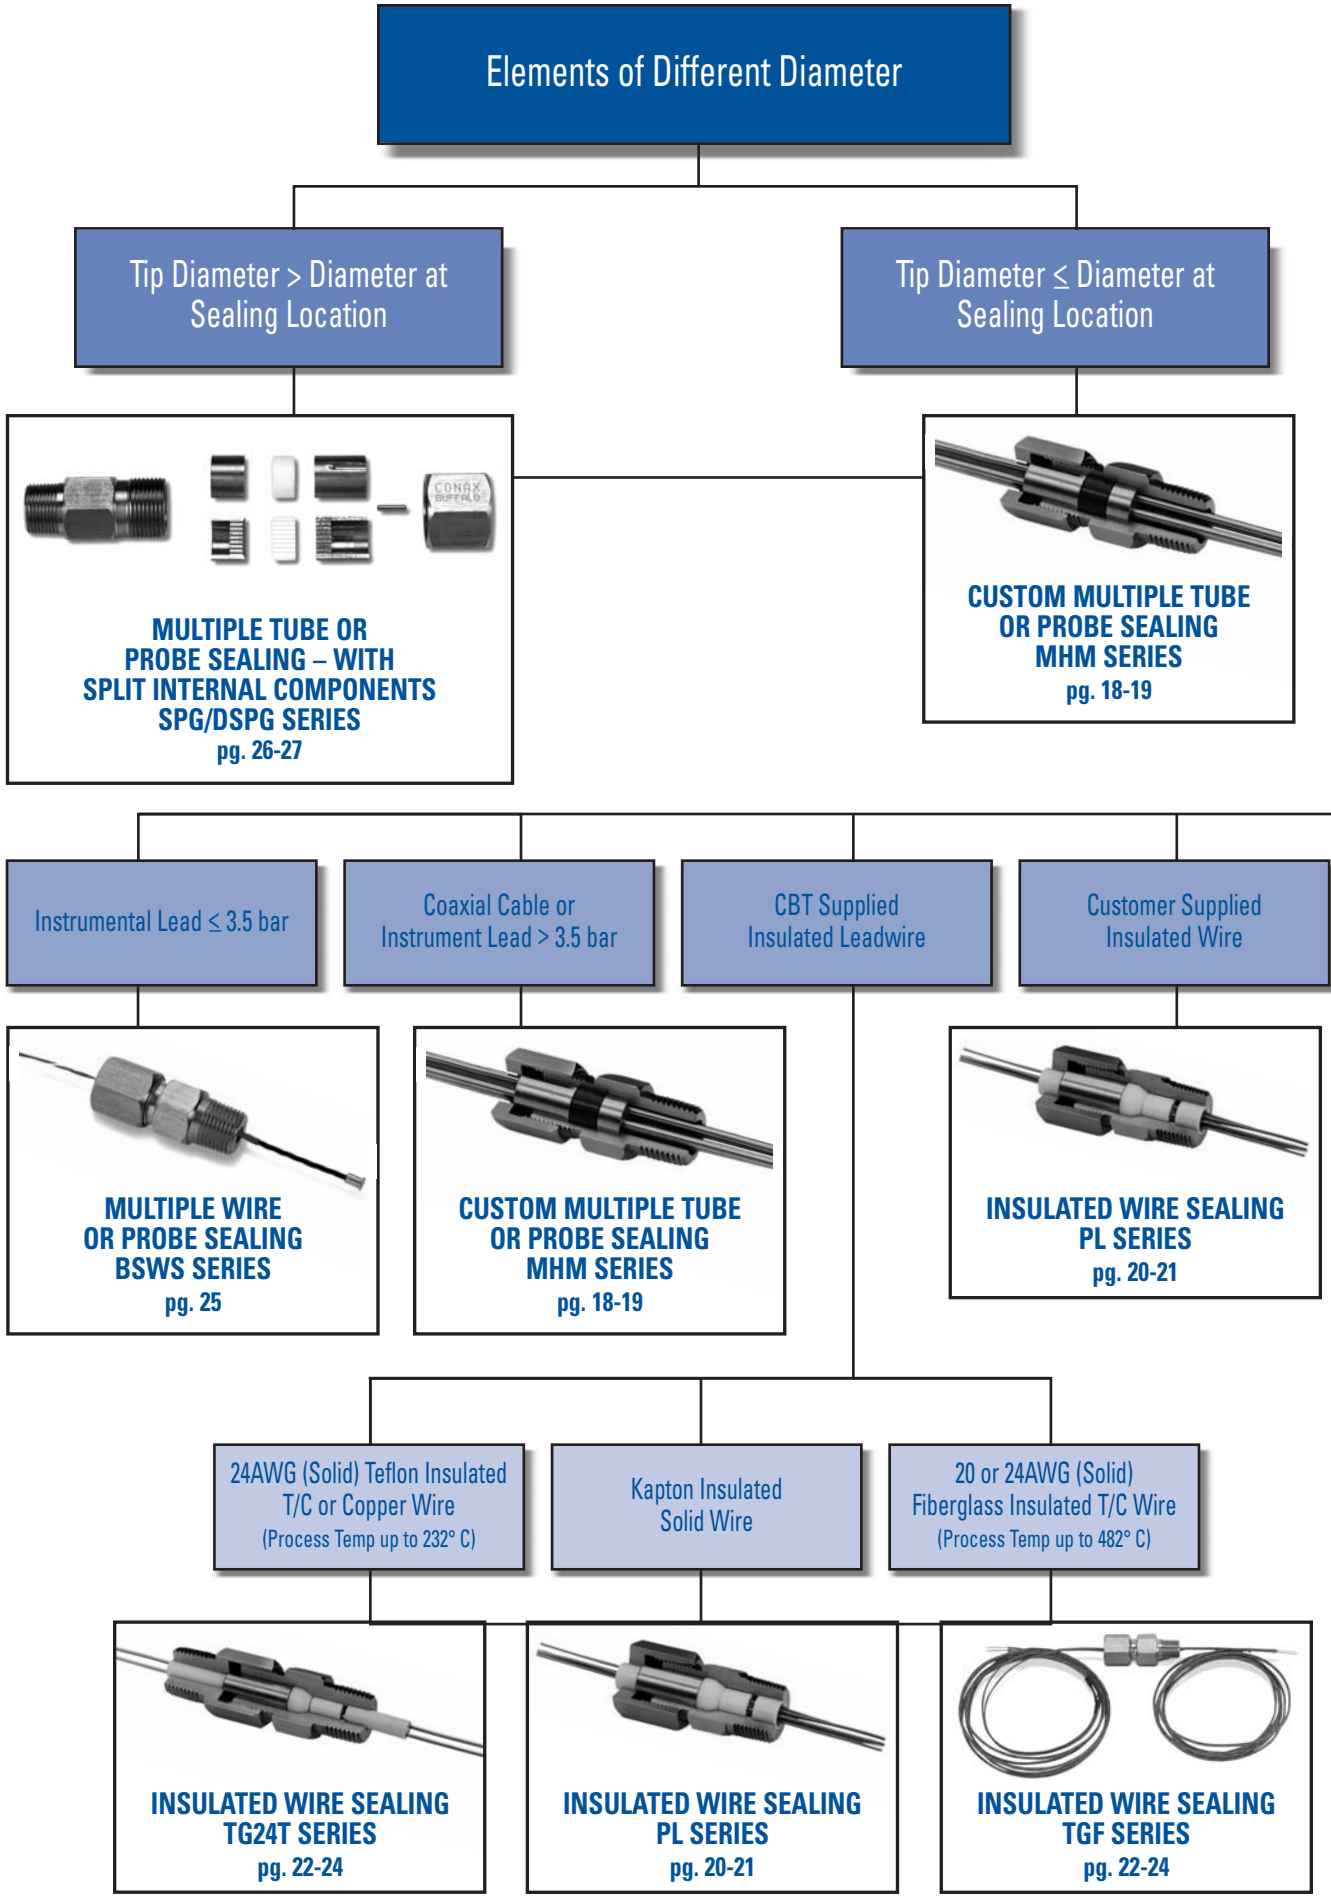 Elements of Different Diameter
Tip Diameter > Diameter at
Sealing Location
Tip Diameter ≤ Diameter at
Sealing Location
CONAX
BUFFALO
MULTIPLE TUBE OR
PROBE SEALING – WITH
SPLIT INTERNAL COMPONENTS
SPG/DSPG SERIES
pg. 26-27
CUSTOM MULTIPLE TUBE
OR PROBE SEALING
MHM SERIES
pg. 18-19
Instrumental Lead ≤ 3.5 bar
Coaxial Cable or
Instrument Lead > 3.5 bar
CBT Supplied
Insulated Leadwire
Customer Supplied
Insulated Wire
MULTIPLE WIRE
OR PROBE SEALING
BSWS SERIES
pg. 25
CUSTOM MULTIPLE TUBE
OR PROBE SEALING
MHM SERIES
pg. 18-19
INSULATED WIRE SEALING
PL SERIES
pg. 20-21
24AWG (Solid) Teflon Insulated
T/C or Copper Wire
(Process Temp up to 232° C)
Kapton Insulated
Solid Wire
20 or 24AWG (Solid)
Fiberglass Insulated T/C Wire
(Process Temp up to 482° C)
INSULATED WIRE SEALING
TG24T SERIES
pg. 22-24
INSULATED WIRE SEALING
PL SERIES
pg. 20-21
INSULATED WIRE SEALING
TGF SERIES
pg. 22-24